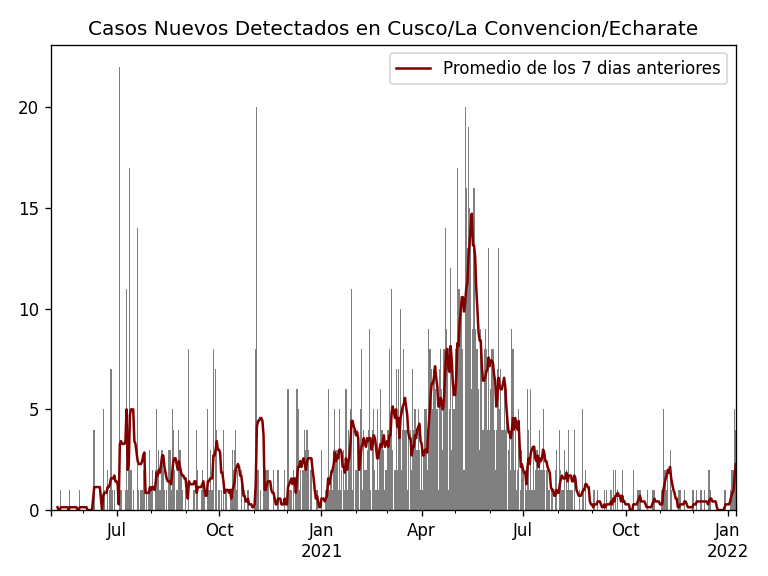 Casos Nuevos Detectados en Cusco/La Convencion/Echarate
Promedio de los 7 dias anteriores
20
15
10
5
0
Jul
Oct
Jan
2021
Apr
Jul
Oct
Jan
2022